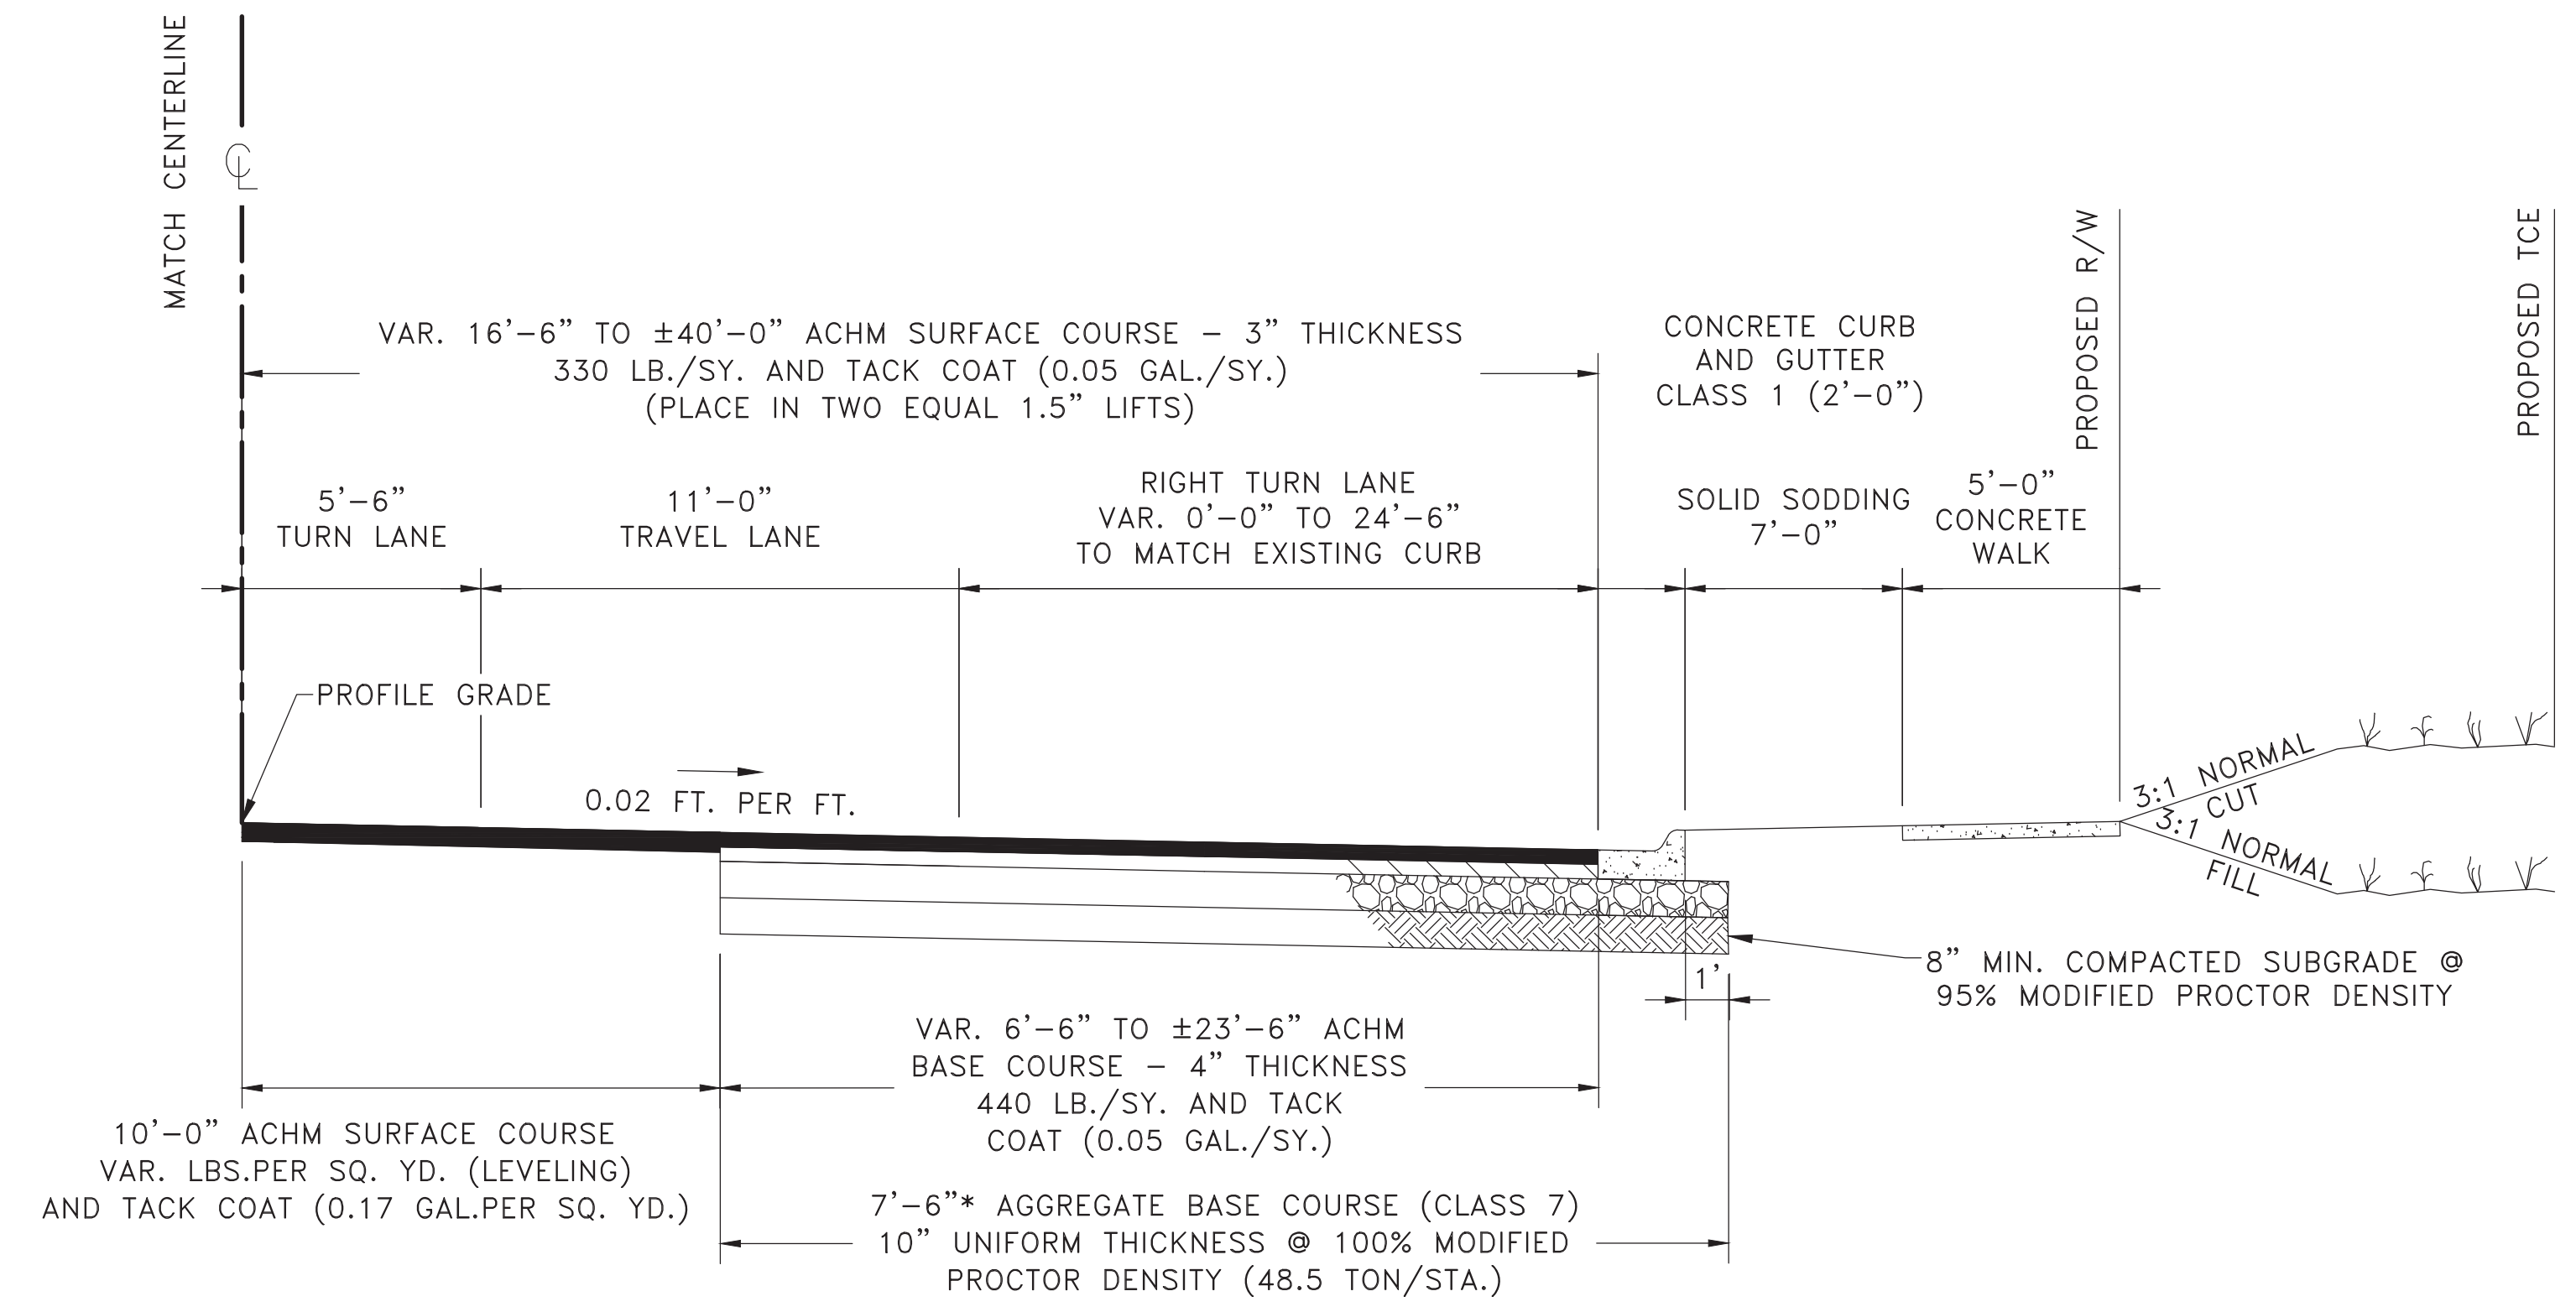 MATCH CENTERLINE
CL
VAR. 16'-6" TO ±40'-0" ACHM SURFACE COURSE - 3" THICKNESS
330 LB./SY. AND TACK COAT (0.05 GAL./SY.)
(PLACE IN TWO EQUAL 1.5" LIFTS)
CONCRETE CURB
AND GUTTER
CLASS 1 (2'-0")
PROPOSED R/W
PROPOSED TCE
5'-6"
TURN LANE
11'-0"
TRAVEL LANE
RIGHT TURN LANE
VAR. 0'-0" TO 24'-6"
TO MATCH EXISTING CURB
SOLID SODDING
7'-0"
5'-0"
CONCRETE
WALK
PROFILE GRADE
0.02 FT. PER FT.
3:1 NORMAL
CUT
3:1 NORMAL
FILL
8" MIN. COMPACTED SUBGRADE @
95% MODIFIED PROCTOR DENSITY
1'
VAR. 6'-6" TO ±23'-6" ACHM
BASE COURSE - 4" THICKNESS
440 LB./SY. AND TACK
COAT (0.05 GAL./SY.)
10'-0" ACHM SURFACE COURSE
VAR. LBS.PER SQ. YD. (LEVELING)
AND TACK COAT (0.17 GAL.PER SQ. YD.)
7'-6"* AGGREGATE BASE COURSE (CLASS 7)
10" UNIFORM THICKNESS @ 100% MODIFIED
PROCTOR DENSITY (48.5 TON/STA.)